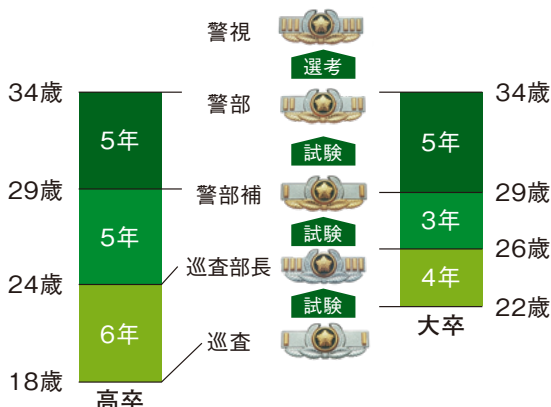 警視
選考
34歳
警部
34歳
5年
試験
5年
29歳
警部補
29歳
5年
試験
3年
26歳
24歳
巡査部長
4年
6年
試験
22歳
巡査
大卒
18歳
高卒